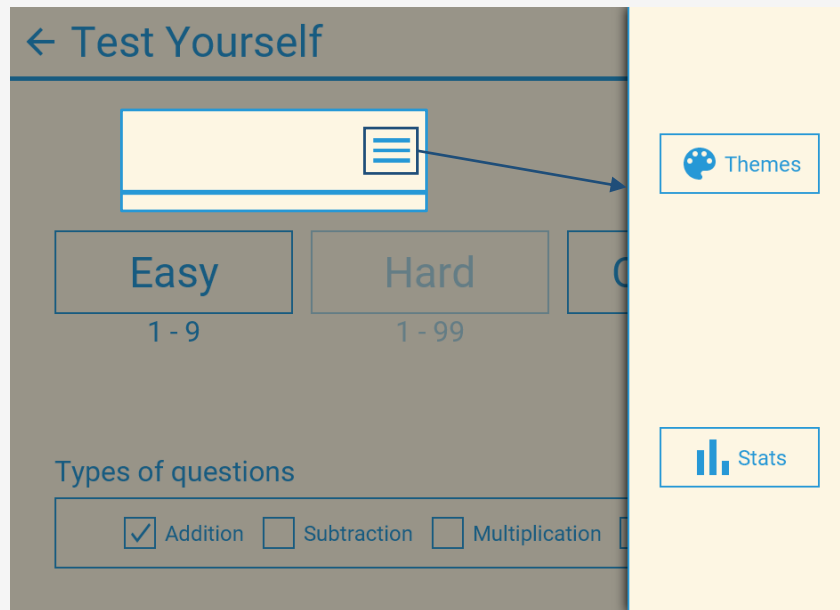 Test Yourself
Themes
Easy
Hard
1 - 9
1 - 99
Types of questions
Stats
Addition
Subtraction
Multiplication